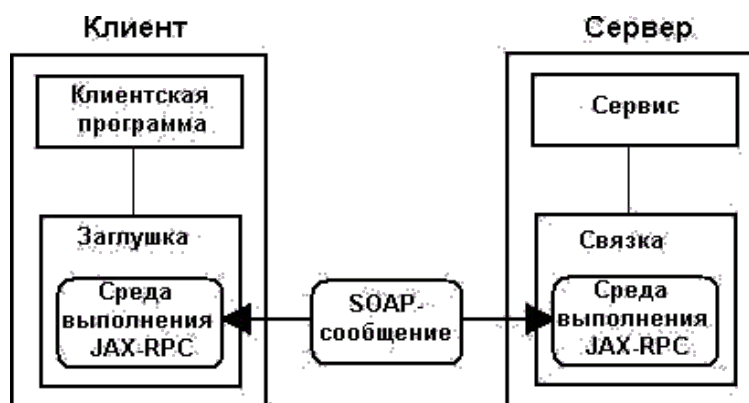 Клиент
Сервер
Клиентская
программа
Сервис
Заглушка
Связка
Среда
выполнения
JAX-RPC
SOAP-
сообщение
Среда
выполнения
JAX-RPC